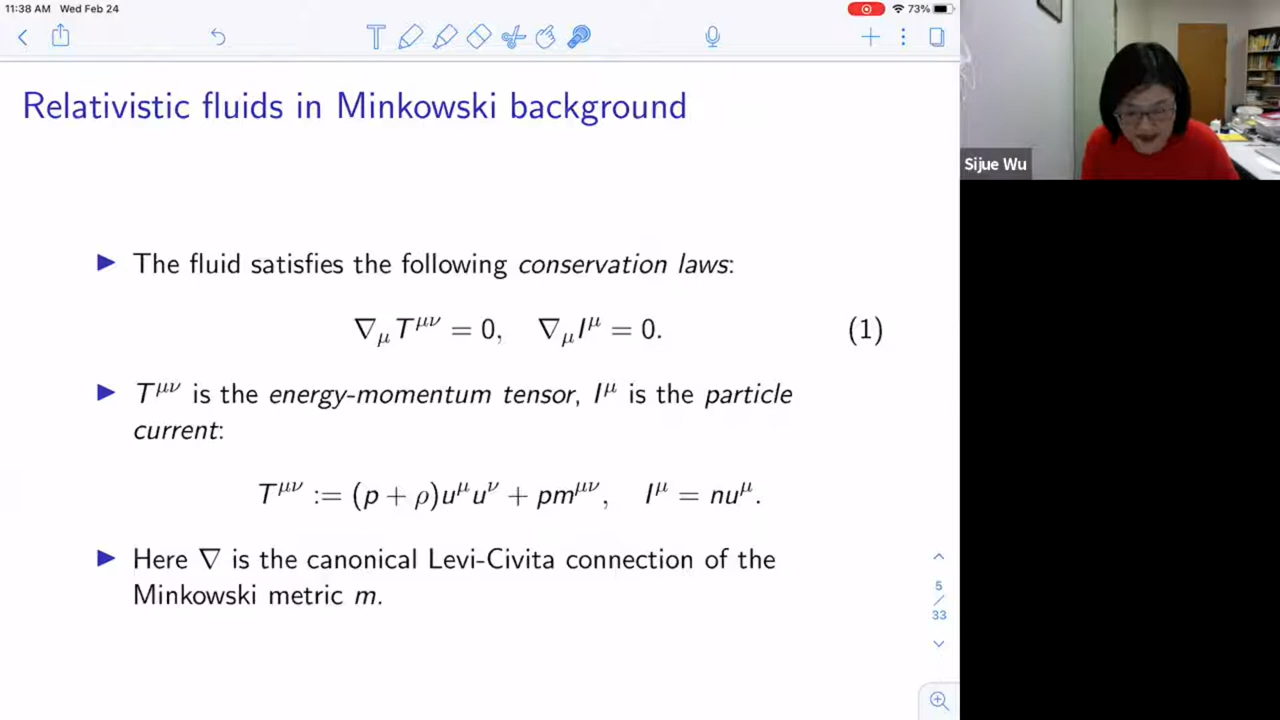 11:38 AM Wed Feb 24
73%
Relativistic fluids in Minkowski background
▶ The fluid satisfies the following conservation laws:
∇_μ T^{μν} = 0, ∇_μ I^μ = 0. (1)
▶ T^{μν} is the energy-momentum tensor, I^μ is the particle
current:
T^{μν} := (p + ρ)u^μ u^ν + pm^{μν}, I^μ = nu^μ.
▶ Here ∇ is the canonical Levi-Civita connection of the
Minkowski metric m.
5
/
33
Sijue Wu